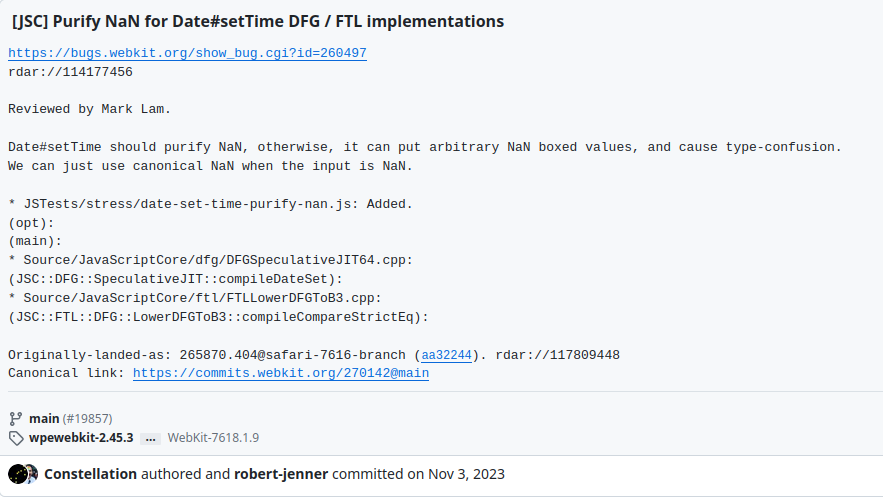 [JSC] Purify NaN for Date#setTime DFG / FTL implementations
https://bugs.webkit.org/show_bug.cgi?id=260497
rdar://114177456
Reviewed by Mark Lam.
Date#setTime should purify NaN, otherwise, it can put arbitrary NaN boxed values, and cause type-confusion.
We can just use canonical NaN when the input is NaN.
* JSTests/stress/date-set-time-purify-nan.js: Added.
(opt):
(main):
* Source/JavaScriptCore/dfg/DFGSpeculativeJIT64.cpp:
(JSC::DFG::SpeculativeJIT::compileDateSet):
* Source/JavaScriptCore/ftl/FTLLowerDFGToB3.cpp:
(JSC::FTL::DFG::LowerDFGToB3::compileCompareStrictEq):
Originally-landed-as: 265870.404@safari-7616-branch (aa32244). rdar://117809448
Canonical link: https://commits.webkit.org/270142@main
main (#19857)
wpewebkit-2.45.3 ... WebKit-7618.1.9
Constellation authored and robert-jenner committed on Nov 3, 2023